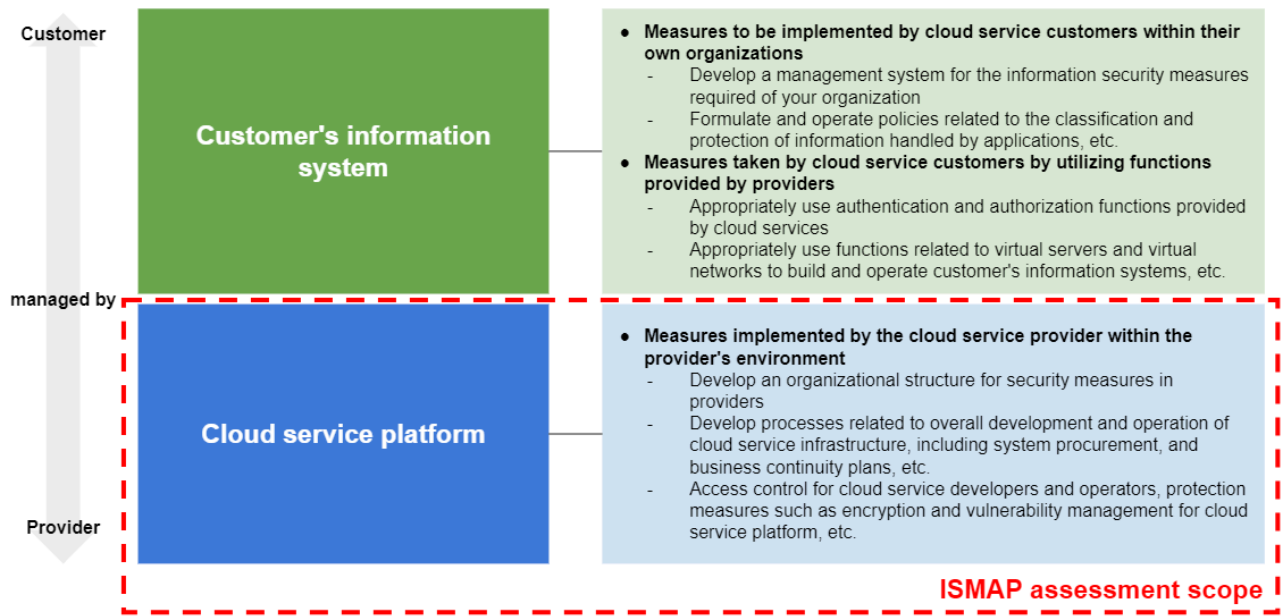 Customer
managed by
Provider
Customer's information
system
● Measures to be implemented by cloud service customers within their
own organizations
- Develop a management system for the information security measures
required of your organization
- Formulate and operate policies related to the classification and
protection of information handled by applications, etc.
● Measures taken by cloud service customers by utilizing functions
provided by providers
- Appropriately use authentication and authorization functions provided
by cloud services
- Appropriately use functions related to virtual servers and virtual
networks to build and operate customer's information systems, etc.
Cloud service platform
● Measures implemented by the cloud service provider within the
provider's environment
- Develop an organizational structure for security measures in
providers
- Develop processes related to overall development and operation of
cloud service infrastructure, including system procurement, and
business continuity plans, etc.
- Access control for cloud service developers and operators, protection
measures such as encryption and vulnerability management for cloud
service platform, etc.
ISMAP assessment scope